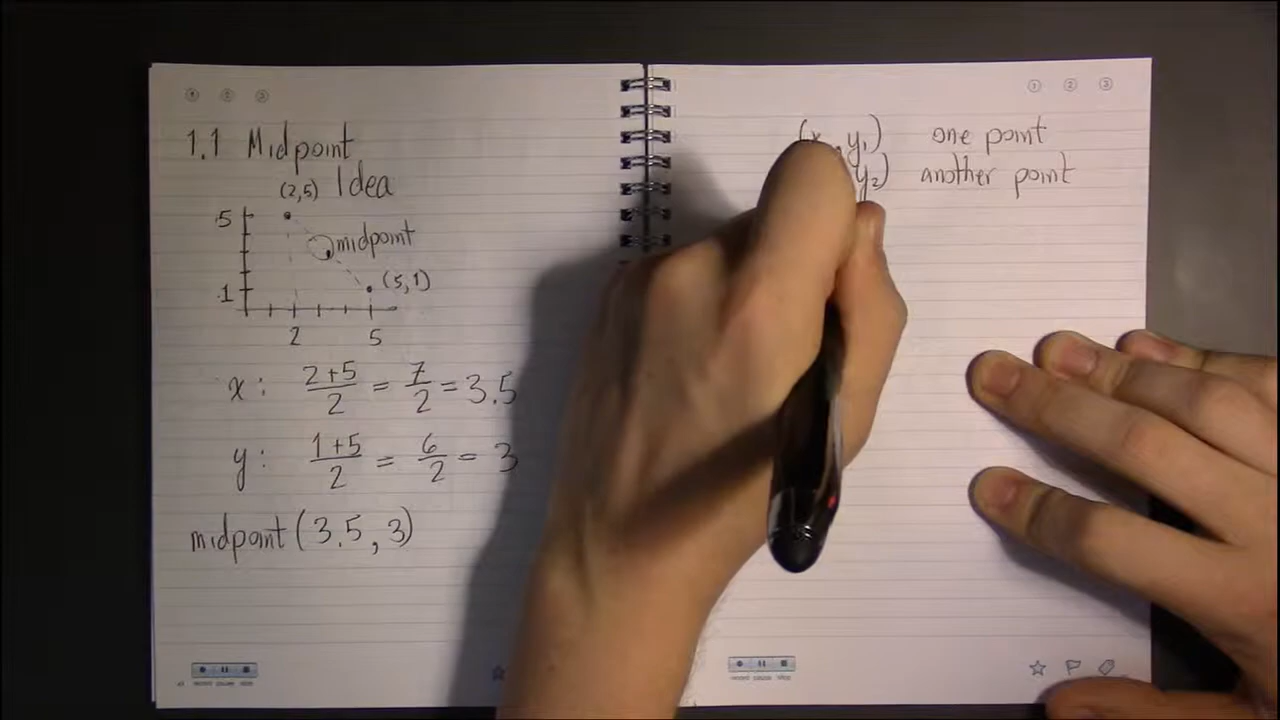 1.1 Midpoint
Idea
(2,5)
5
midpoint
(5,1)
1
2 5
x: 2+5/2 = 7/2 = 3.5
y: 1+5/2 = 6/2 = 3
midpoint (3.5, 3)
(x , y₁) one point
y₂) another point